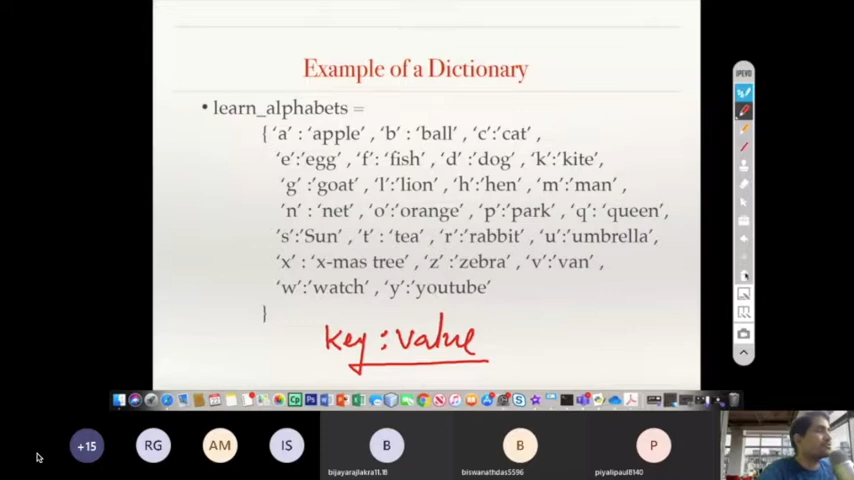 Example of a Dictionary
• learn_alphabets =
{ ‘a’ : ‘apple’ , ‘b’ : ‘ball’, ‘c’:’cat’ ,
‘e’:’egg’ , ‘f’: ‘fish’ , ‘d’ :’dog’ , ‘k’:’kite’,
‘g’ :’goat’ , ‘l’:’lion’ , ‘h’:’hen’ , ‘m’:’man’ ,
’n’ : ‘net’ , ‘o’:’orange’ , ‘p’:’park’ , ‘q’: ‘queen’,
’s’:’Sun’ , ’t’ : ‘tea’ , ‘r’:’rabbit’ , ‘u’:’umbrella’,
‘x’ : ‘x-mas tree’ , ‘z’ :’zebra’ , ‘v’:’van’ ,
‘w’:’watch’ , ‘y’:’youtube’
}
key : value
IPEVO
+15
RG
AM
IS
B
B
P
bijayarajlakra11.18
biswanathdas5596
piyalipaul8140